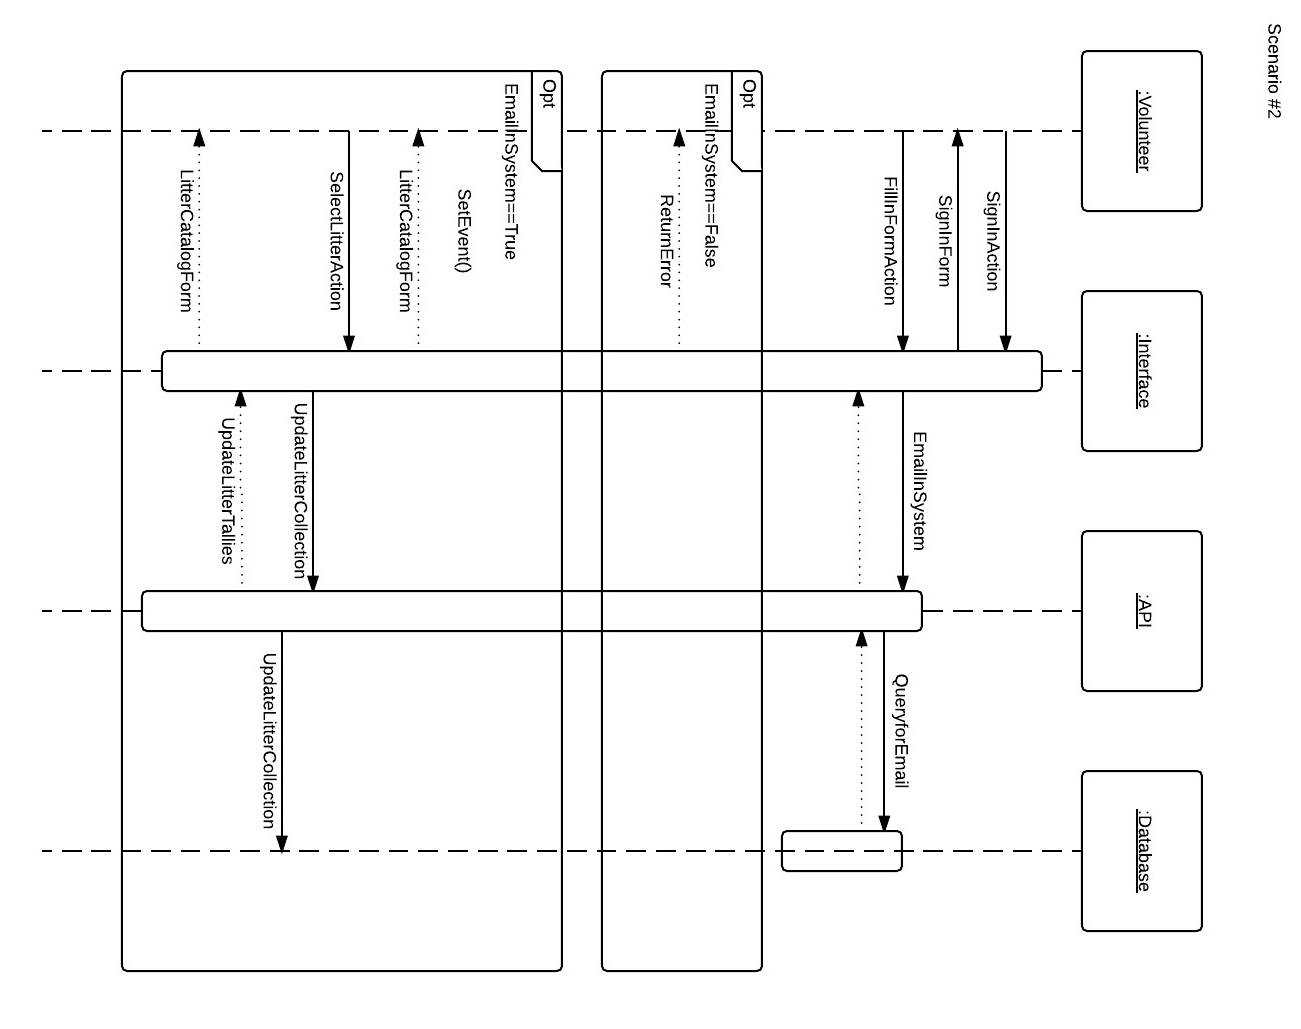 Scenario #2
:Volunteer
:Interface
:API
:Database
SignInAction
SignInForm
FillInFormAction
EmailInSystem
QueryforEmail
Opt
EmailInSystem==False
ReturnError
Opt
EmailInSystem==True
SetEvent()
LitterCatalogForm
SelectLitterAction
UpdateLitterCollection
UpdateLitterCollection
UpdateLitterTallies
LitterCatalogForm